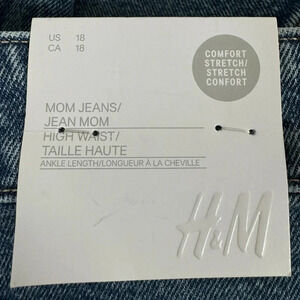 US 18
CA 18
COMFORT
STRETCH/
STRETCH
CONFORT
MOM JEANS/
JEAN MOM
HIGH WAIST/
TAILLE HAUTE
ANKLE LENGTH/LONGUEUR À LA CHEVILLE
H&M